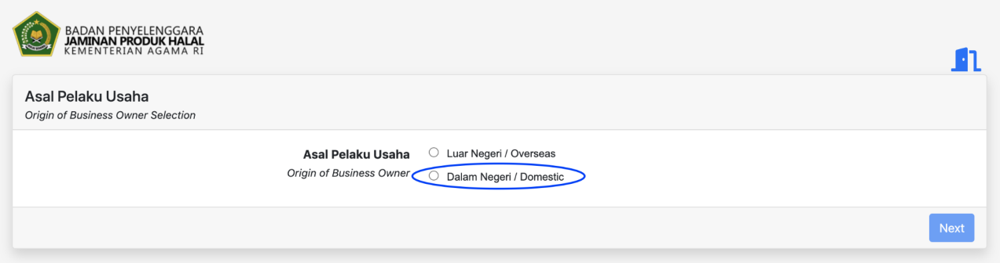 BADAN PENYELENGGARA
JAMINAN PRODUK HALAL
KEMENTERIAN AGAMA RI
Asal Pelaku Usaha
Origin of Business Owner Selection
Asal Pelaku Usaha
Origin of Business Owner
Luar Negeri / Overseas
Dalam Negeri / Domestic
Next